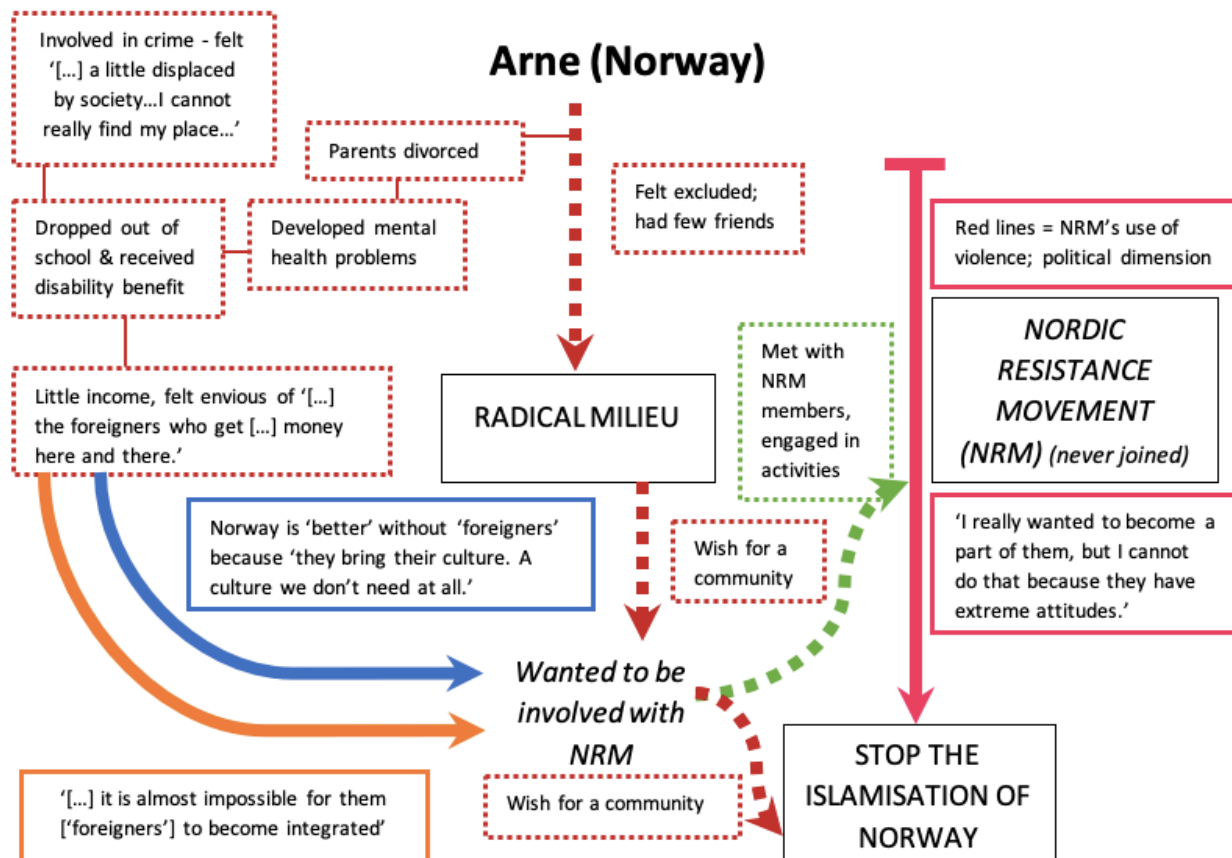 Arne (Norway)
Involved in crime - felt
‘[…] a little displaced
by society…I cannot
really find my place…’
Parents divorced
Felt excluded;
had few friends
Dropped out of
school & received
disability benefit
Developed mental
health problems
Red lines = NRM’s use of
violence; political dimension
NORDIC
RESISTANCE
MOVEMENT
(NRM) (never joined)
Met with
NRM
members,
engaged in
activities
Little income, felt envious of ‘[…]
the foreigners who get […] money
here and there.’
RADICAL MILIEU
Norway is ‘better’ without ‘foreigners’
because ‘they bring their culture. A
culture we don’t need at all.’
Wish for a
community
‘I really wanted to become a
part of them, but I cannot
do that because they have
extreme attitudes.’
Wanted to be
involved with
NRM
Wish for a community
STOP THE
ISLAMISATION OF
NORWAY
‘[…] it is almost impossible for them
[‘foreigners’] to become integrated’